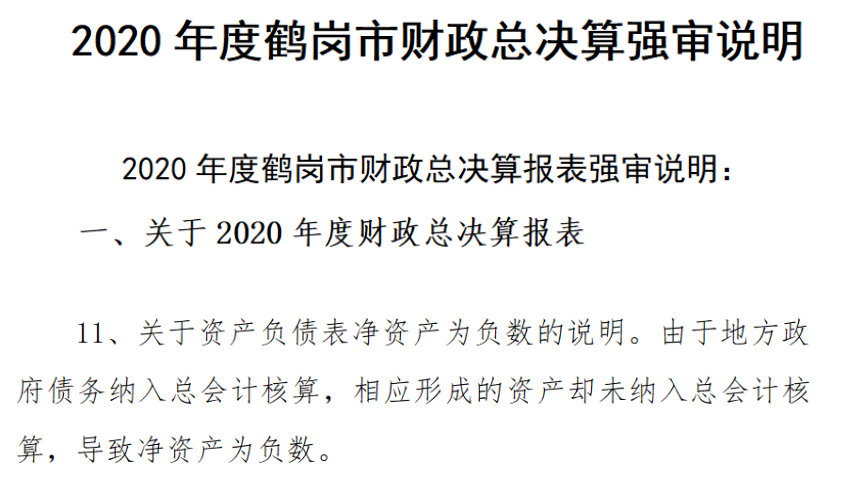 2020 年度鹤岗市财政总决算强审说明
2020 年度鹤岗市财政总决算报表强审说明：
一、关于 2020 年度财政总决算报表
11、关于资产负债表净资产为负数的说明。由于地方政
府债务纳入总会计核算，相应形成的资产却未纳入总会计核
算，导致净资产为负数。